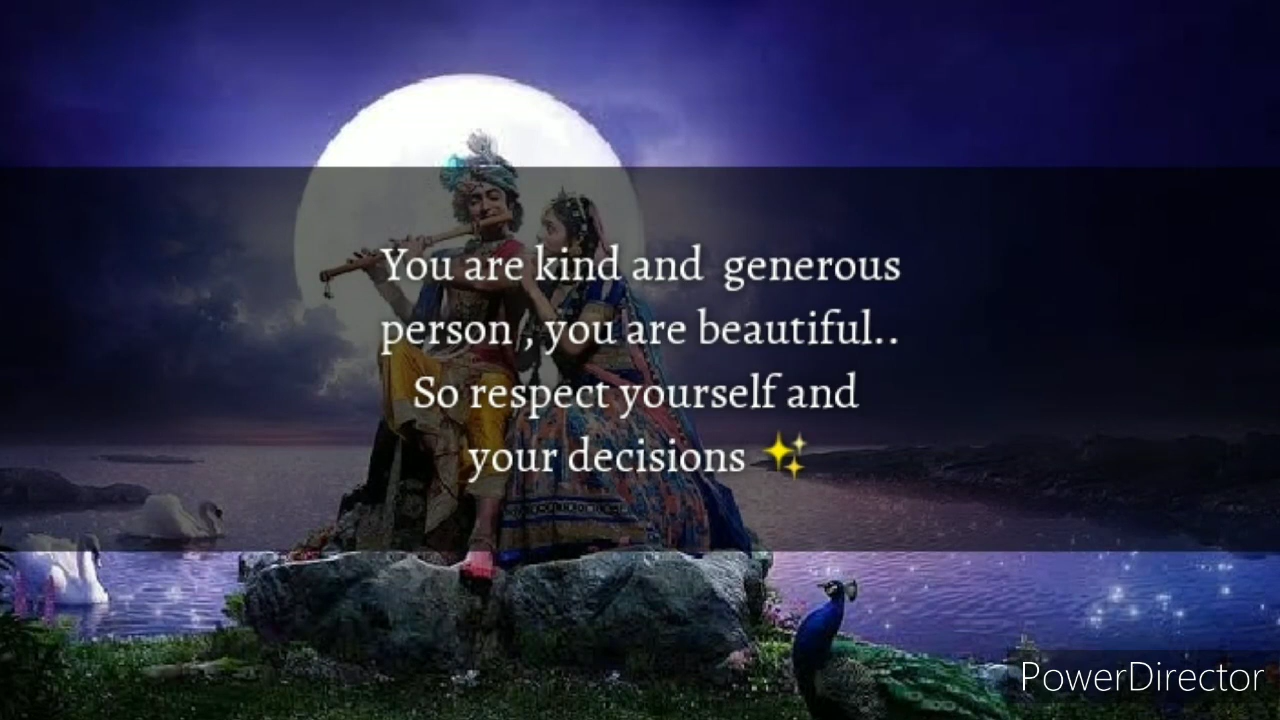 You are kind and  generous
person , you are beautiful..
So respect yourself and
your decisions ✨
PowerDirector